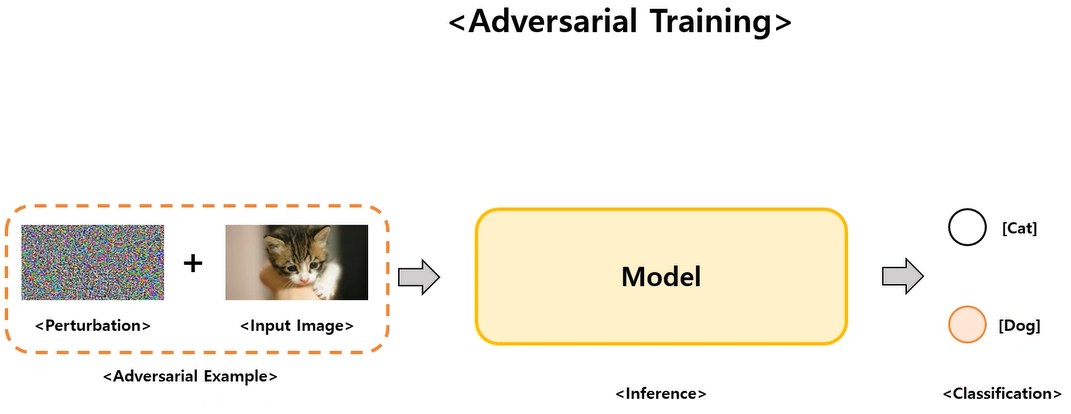 <Adversarial Training>
<Perturbation>
+
<Input Image>
<Adversarial Example>
Model
<Inference>
[Cat]
[Dog]
<Classification>